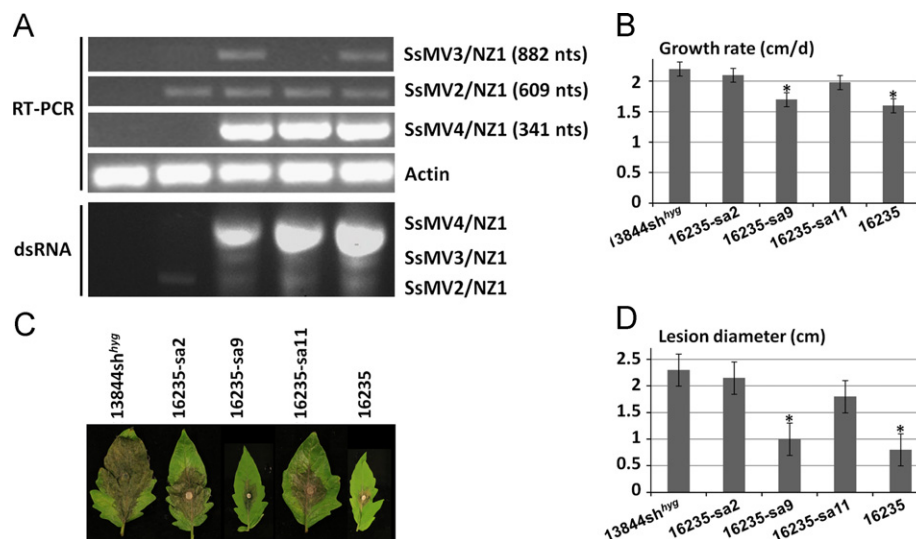 A
RT-PCR
SsMV3/NZ1 (882 nts)
SsMV2/NZ1 (609 nts)
SsMV4/NZ1 (341 nts)
Actin
dsRNA
SsMV4/NZ1
SsMV3/NZ1
SsMV2/NZ1
B
Growth rate (cm/d)
2
1.5
1
0.5
0
*
*
13844sh^hyg
16235-sa2
16235-sa9
16235-sa11
16235
C
13844sh^hyg
16235-sa2
16235-sa9
16235-sa11
16235
D
Lesion diameter (cm)
2.5
2
1.5
1
0.5
0
*
*
13844sh^hyg
16235-sa2
16235-sa9
16235-sa11
16235